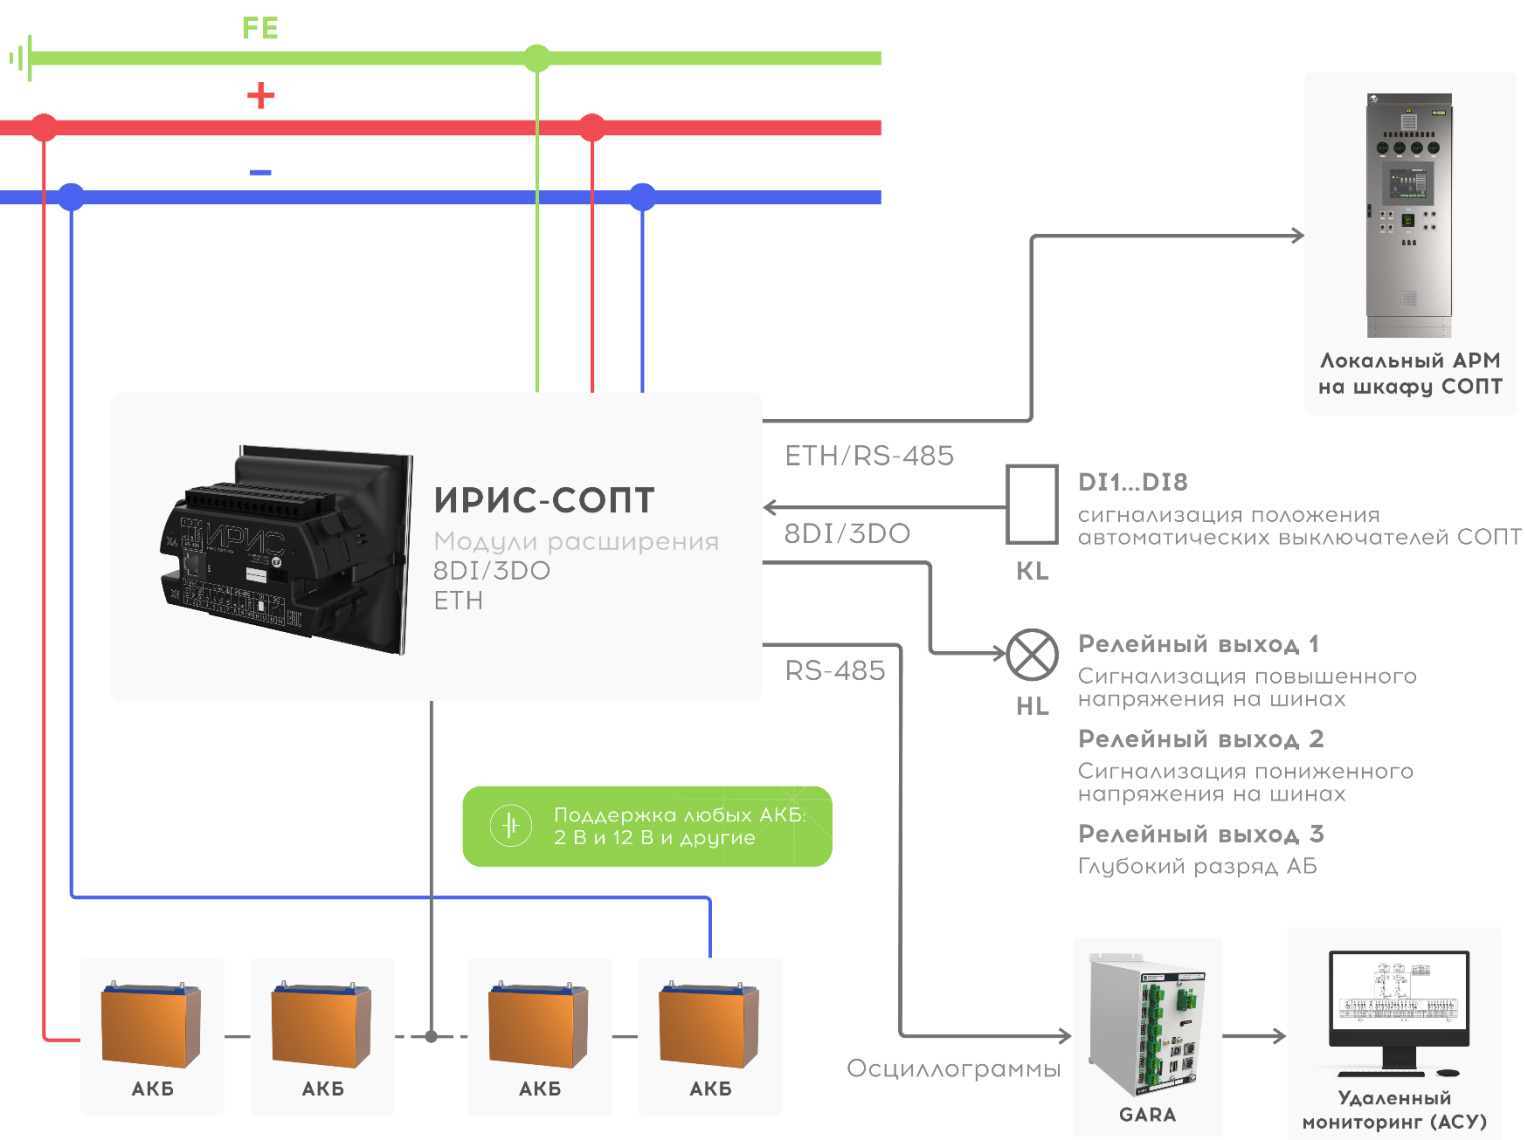 FE
+
–
Локальный АРМ
на шкафу СОПТ
ИРИС-СОПТ
Модули расширения
8DI/3DO
ETH
ИРИС
ETH/RS-485
8DI/3DO
RS-485
KL
DI1...DI8
сигнализация положения
автоматических выключателей СОПТ
HL
Релейный выход 1
Сигнализация повышенного
напряжения на шинах
Релейный выход 2
Сигнализация пониженного
напряжения на шинах
Релейный выход 3
Глубокий разряд АБ
Поддержка любых АКБ:
2 В и 12 В и другие
АКБ
АКБ
АКБ
АКБ
Осциллограммы
GARA
Удаленный
мониторинг (АСУ)